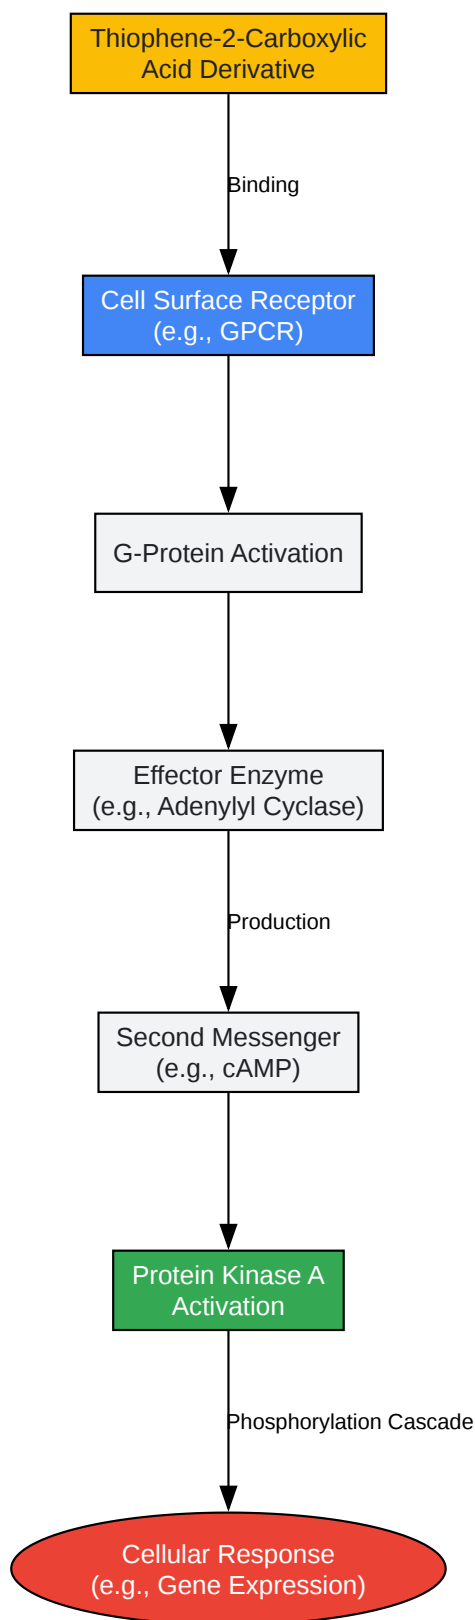 Thiophene-2-Carboxylic
Acid Derivative
Binding
Cell Surface Receptor
(e.g., GPCR)
G-Protein Activation
Effector Enzyme
(e.g., Adenylyl Cyclase)
Production
Second Messenger
(e.g., cAMP)
Protein Kinase A
Activation
Phosphorylation Cascade
Cellular Response
(e.g., Gene Expression)